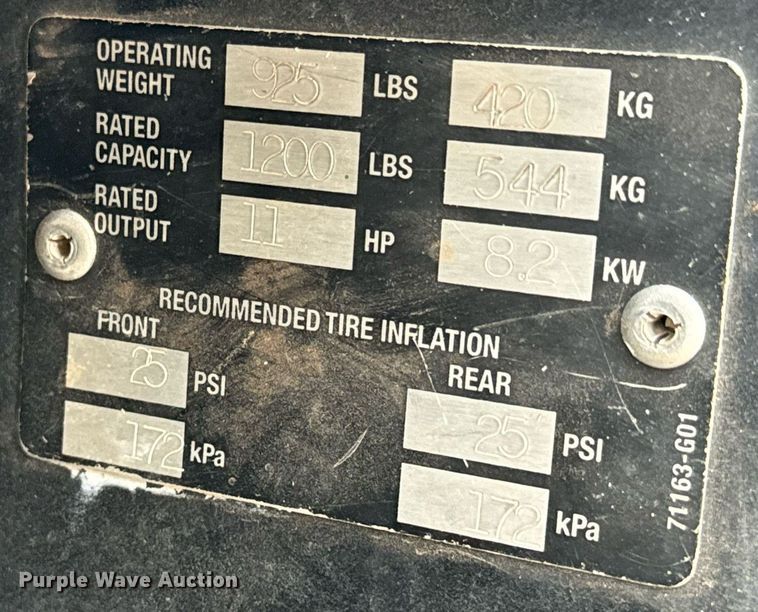 OPERATING
WEIGHT 925 LBS 420 KG
RATED
CAPACITY 1200 LBS 544 KG
RATED
OUTPUT 11 HP 8.2 KW
RECOMMENDED TIRE INFLATION
FRONT
25 PSI
172 kPa
REAR
25 PSI
172 kPa
71163-G01
Purple Wave Auction